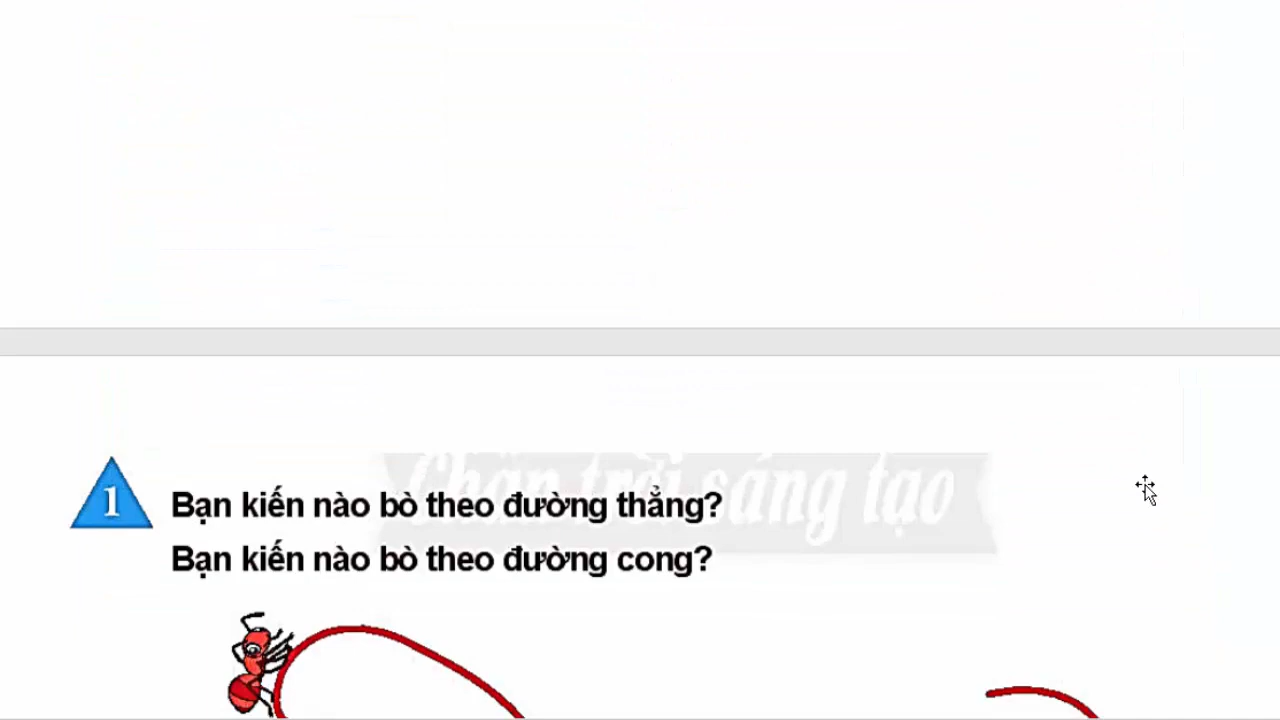 Chân trời sáng tạo
1
Bạn kiến nào bò theo đường thẳng?
Bạn kiến nào bò theo đường cong?